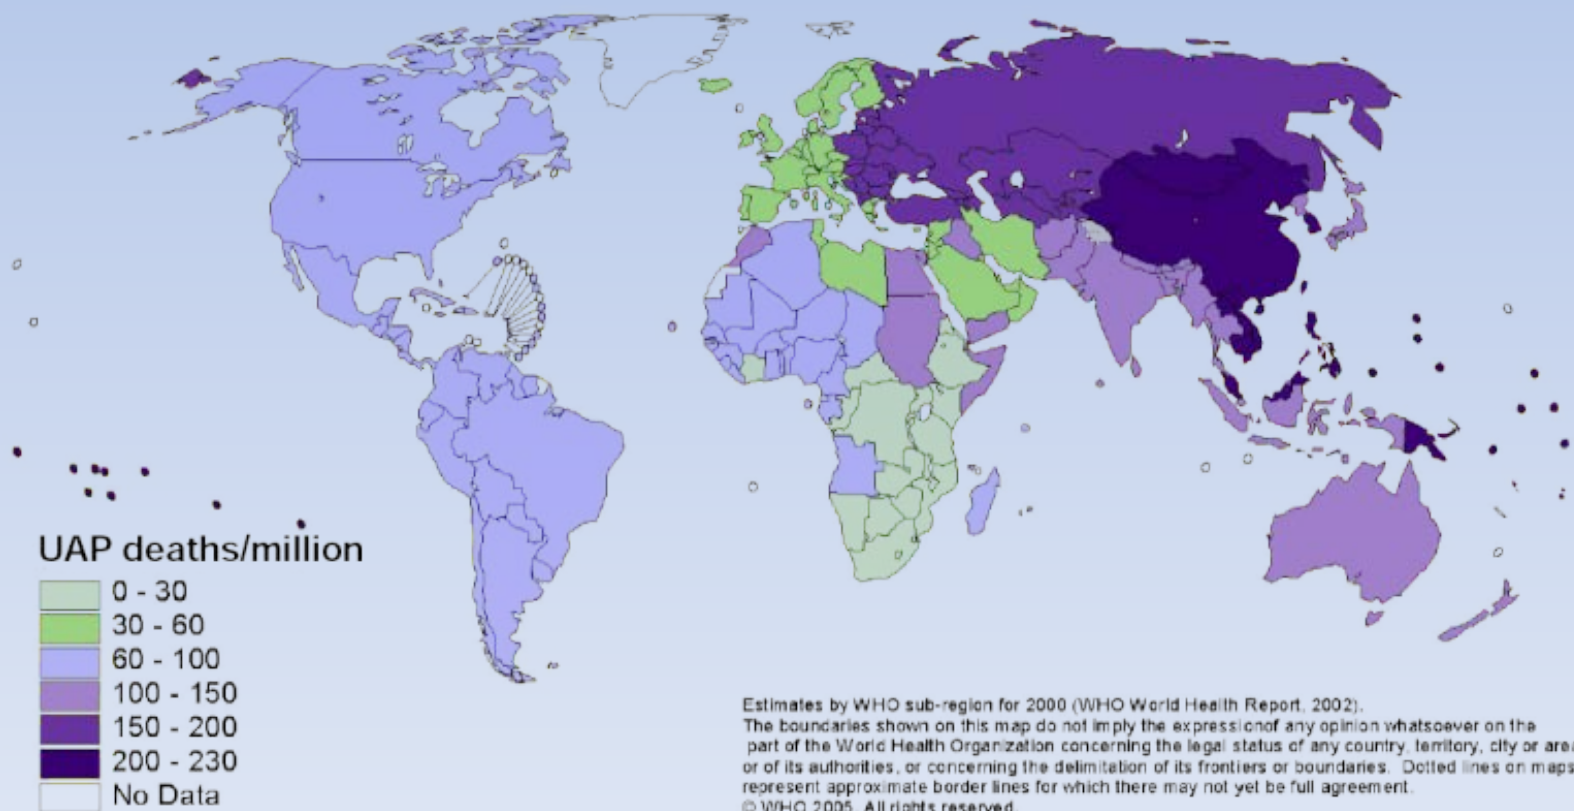 UAP deaths/million
0 - 30
30 - 60
60 - 100
100 - 150
150 - 200
200 - 230
No Data
Estimates by WHO sub-region for 2000 (WHO World Health Report, 2002).
The boundaries shown on this map do not imply the expressionof any opinion whatsoever on the
part of the World Health Organization concerning the legal status of any country, territory, city or area
or of its authorities, or concerning the delimitation of its frontiers or boundaries. Dotted lines on maps
represent approximate border lines for which there may not yet be full agreement.
© WHO 2005. All rights reserved.